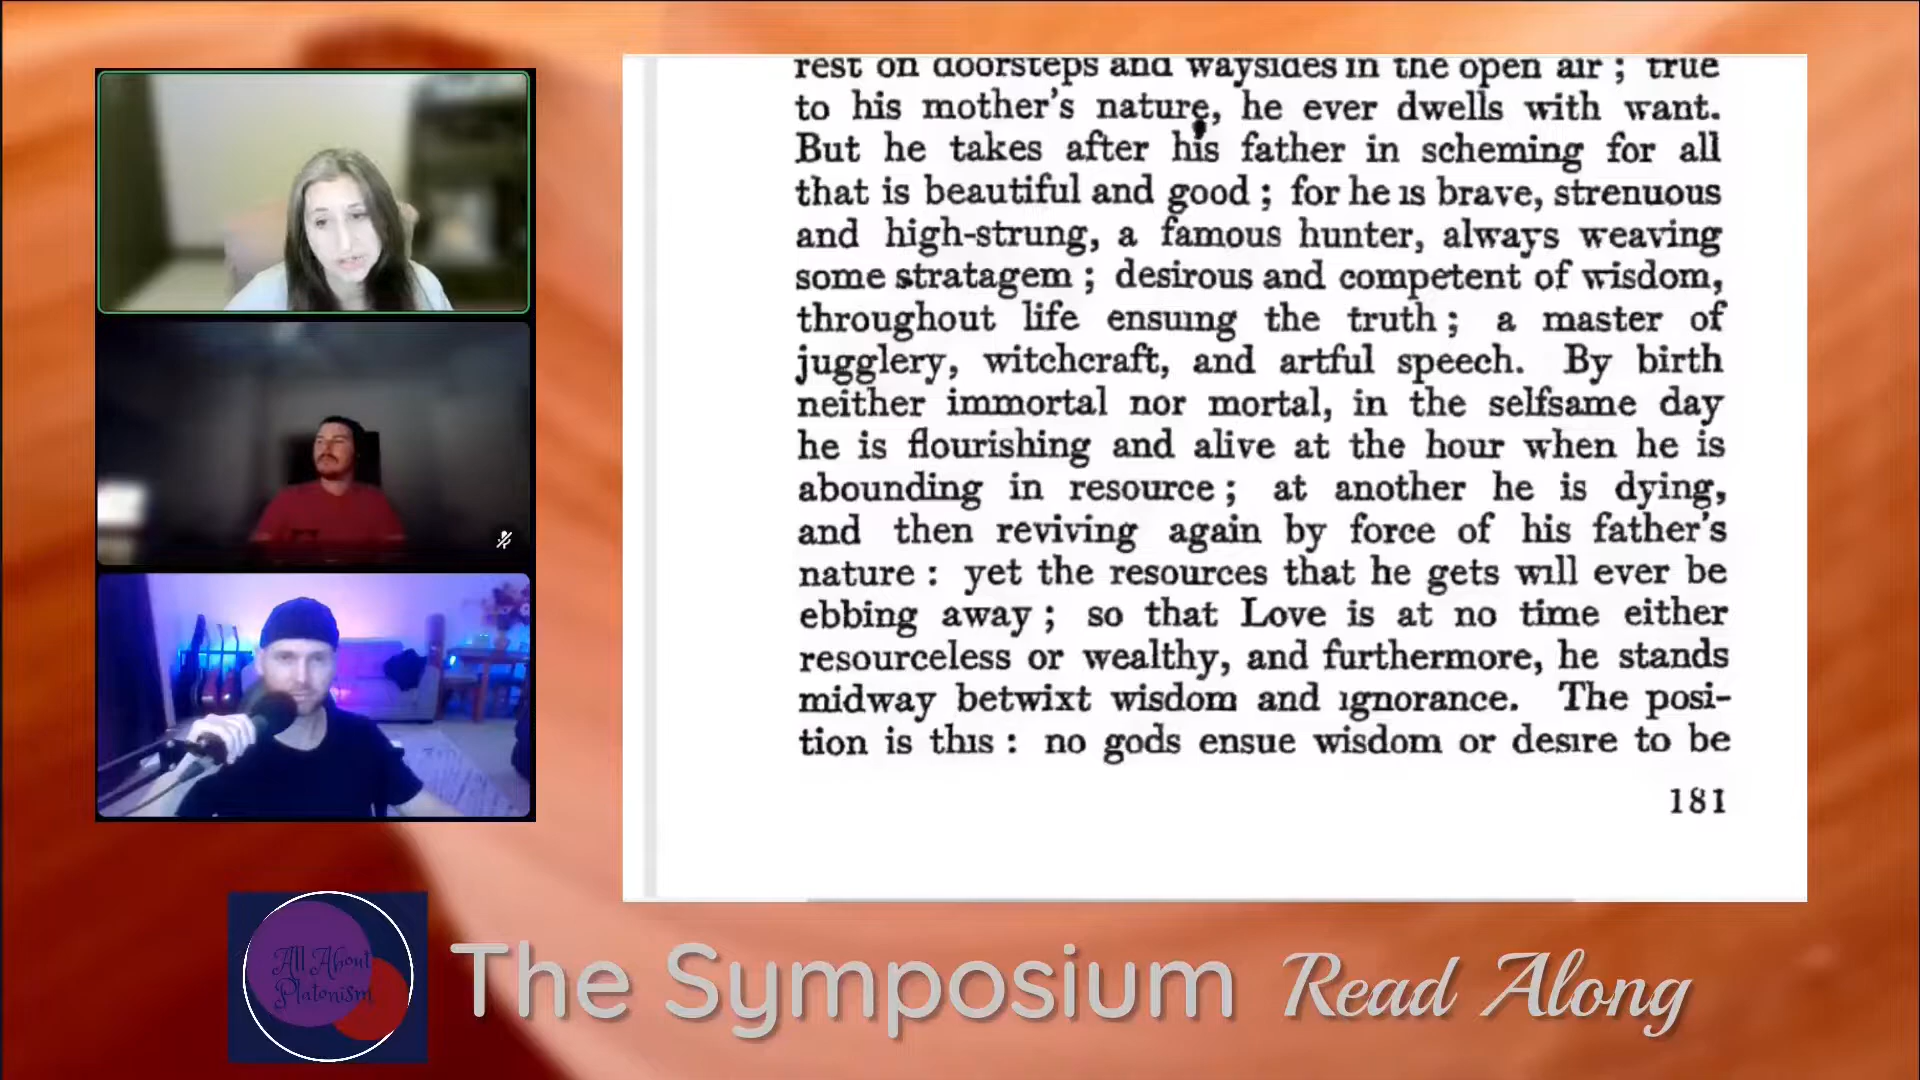 rest on doorsteps and waysides in the open air ; true
to his mother's nature, he ever dwells with want.
But he takes after his father in scheming for all
that is beautiful and good ; for he is brave, strenuous
and high-strung, a famous hunter, always weaving
some stratagem ; desirous and competent of wisdom,
throughout life ensuing the truth ; a master of
jugglery, witchcraft, and artful speech. By birth
neither immortal nor mortal, in the selfsame day
he is flourishing and alive at the hour when he is
abounding in resource ; at another he is dying,
and then reviving again by force of his father's
nature : yet the resources that he gets will ever be
ebbing away ; so that Love is at no time either
resourceless or wealthy, and furthermore, he stands
midway betwixt wisdom and ignorance. The posi-
tion is this : no gods ensue wisdom or desire to be
181
All About
Platonism
The Symposium Read Along